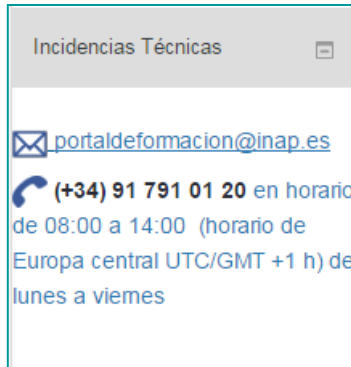 Incidencias Técnicas
portaldeformacion@inap.es
(+34) 91 791 01 20 en horario
de 08:00 a 14:00 (horario de
Europa central UTC/GMT +1 h) de
lunes a viernes